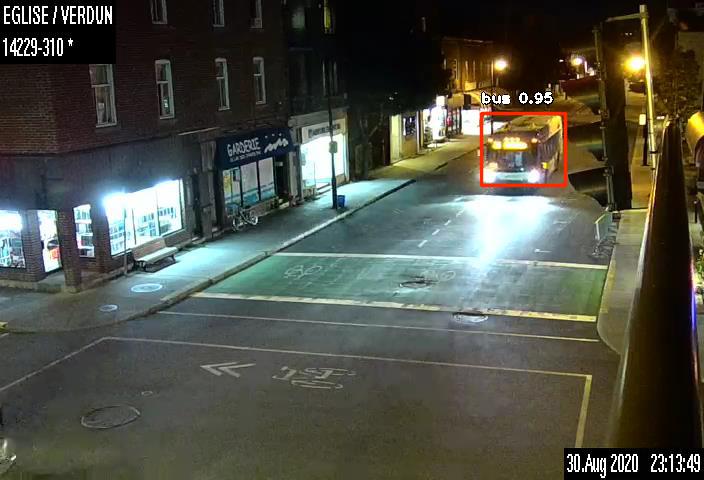 EGLISE / VERDUN
14229-310 *
bus 0.95
GARDERIE
30.Aug 2020 23:13:49